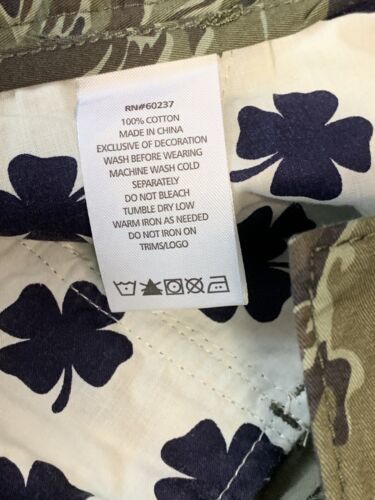 RN#60237
100% COTTON
MADE IN CHINA
EXCLUSIVE OF DECORATION
WASH BEFORE WEARING
MACHINE WASH COLD
SEPARATELY
DO NOT BLEACH
TUMBLE DRY LOW
WARM IRON AS NEEDED
DO NOT IRON ON
TRIMS/LOGO